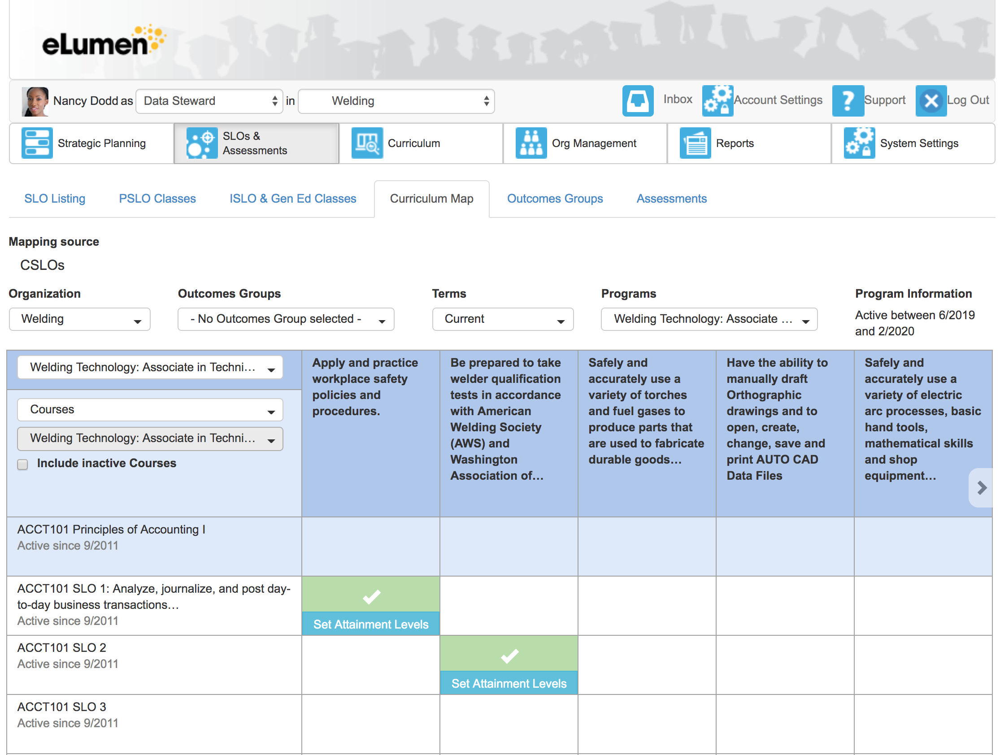 eLumen
Nancy Dodd as Data Steward in Welding
Inbox Account Settings ? Support Log Out
Strategic Planning
SLOs &
Assessments
Curriculum
Org Management
Reports
System Settings
SLO Listing PSLO Classes ISLO & Gen Ed Classes Curriculum Map Outcomes Groups Assessments
Mapping source
CSLOs
Organization
Welding
Outcomes Groups
- No Outcomes Group selected -
Terms
Current
Programs
Welding Technology: Associate ...
Program Information
Active between 6/2019
and 2/2020
Welding Technology: Associate in Techni...
Courses
Welding Technology: Associate in Techni...
Include inactive Courses
Apply and practice
workplace safety
policies and
procedures.
Be prepared to take
welder qualification
tests in accordance
with American
Welding Society
(AWS) and
Washington
Association of...
Safely and
accurately use a
variety of torches
and fuel gases to
produce parts that
are used to fabricate
durable goods...
Have the ability to
manually draft
Orthographic
drawings and to
open, create,
change, save and
print AUTO CAD
Data Files
Safely and
accurately use a
variety of electric
arc processes, basic
hand tools,
mathematical skills
and shop
equipment...
ACCT101 Principles of Accounting I
Active since 9/2011
ACCT101 SLO 1: Analyze, journalize, and post day-
to-day business transactions...
Active since 9/2011
Set Attainment Levels
ACCT101 SLO 2
Active since 9/2011
Set Attainment Levels
ACCT101 SLO 3
Active since 9/2011